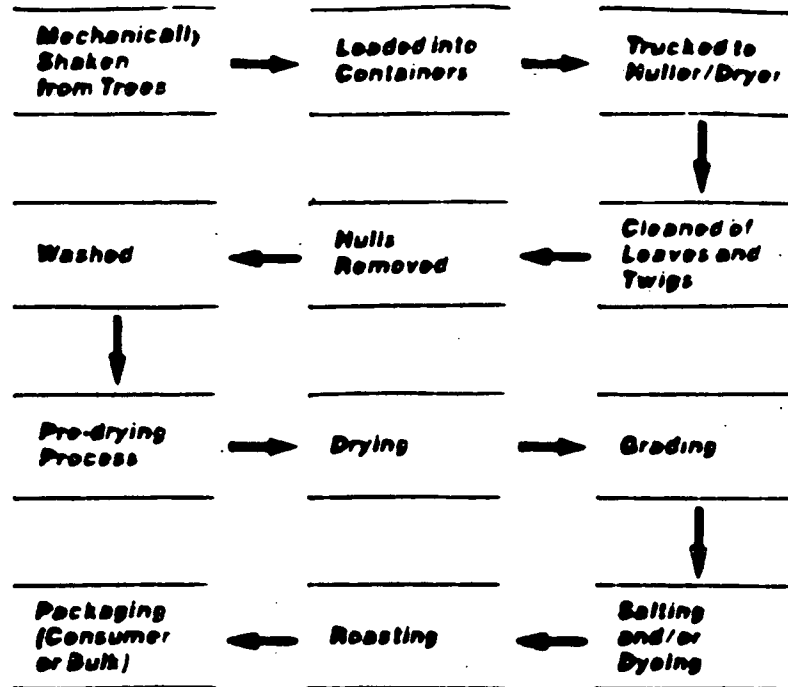 Mechanically
Shaken
from Trees
Loaded into
Containers
Trucked to
Huller/Dryer
Cleaned of
Leaves and
Twigs
Hulls
Removed
Washed
Pre-drying
Process
Drying
Grading
Salting
and/or
Dyeing
Roasting
Packaging
(Consumer
or Bulk)